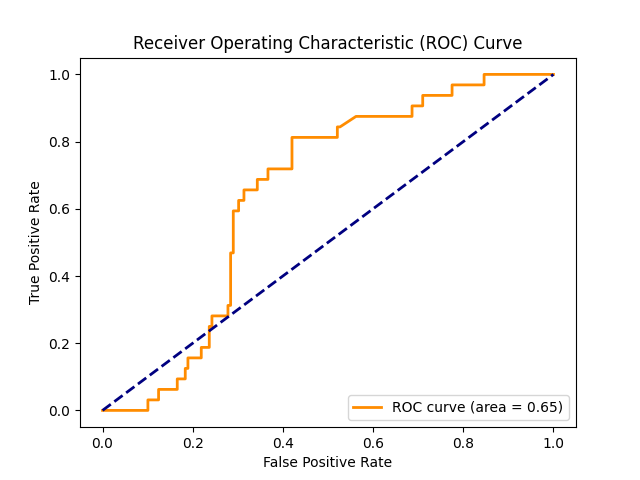 Receiver Operating Characteristic (ROC) Curve
1.0
0.8
0.6
0.4
0.2
0.0
True Positive Rate
ROC curve (area = 0.65)
0.0 0.2 0.4 0.6 0.8 1.0
False Positive Rate